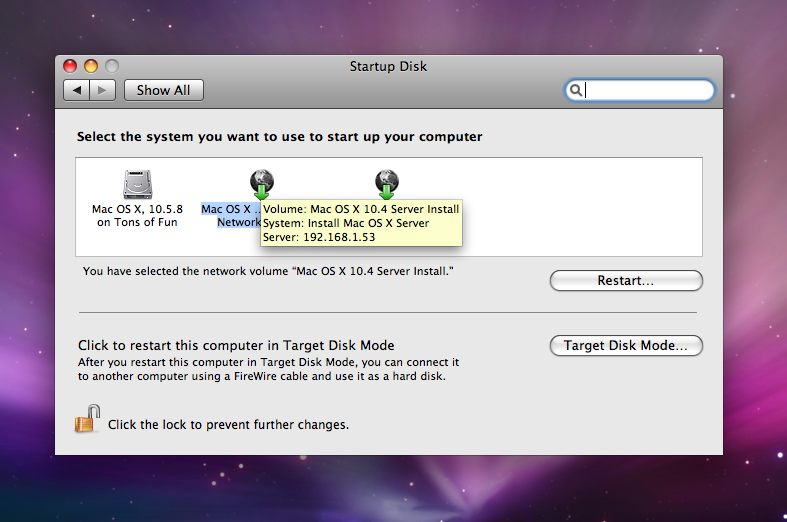 Startup Disk
Show All
Select the system you want to use to start up your computer
Mac OS X, 10.5.8
on Tons of Fun
Mac OS X ...
Network
Volume: Mac OS X 10.4 Server Install
System: Install Mac OS X Server
Server: 192.168.1.53
You have selected the network volume “Mac OS X 10.4 Server Install.”
Restart...
Click to restart this computer in Target Disk Mode
Target Disk Mode...
After you restart this computer in Target Disk Mode, you can connect it
to another computer using a FireWire cable and use it as a hard disk.
Click the lock to prevent further changes.